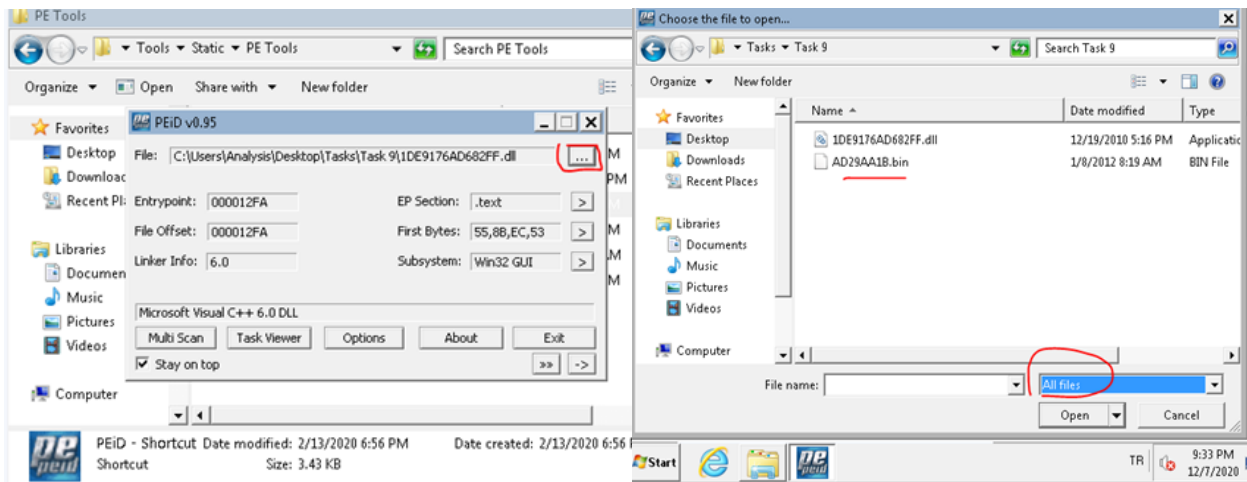 PE Tools
Tools ▾ Static ▾ PE Tools
Search PE Tools
Organize Open Share with New folder
Favorites
Desktop
Downloac
Recent Pl
Libraries
Documen
Music
Pictures
Videos
Computer
PEiD v0.95
File: C:\Users\Analysis\Desktop\Tasks\Task 9\1DE9176AD682FF.dll ...
Entrypoint: 000012FA EP Section: .text >
File Offset: 000012FA First Bytes: 55,8B,EC,53 >
Linker Info: 6.0 Subsystem: Win32 GUI >
Microsoft Visual C++ 6.0 DLL
Multi Scan Task Viewer Options About Exit
Stay on top >> ->
M
PM
M
M
M
PEiD - Shortcut Date modified: 2/13/2020 6:56 PM Date created: 2/13/2020 6:56
Shortcut Size: 3.43 KB
Choose the file to open...
Tasks ▾ Task 9
Search Task 9
Organize New folder
Favorites
Desktop
Downloads
Recent Places
Libraries
Documents
Music
Pictures
Videos
Computer
Name Date modified Type
1DE9176AD682FF.dll 12/19/2010 5:16 PM Applicatic
AD29AA1B.bin 1/8/2012 8:19 AM BIN File
File name: All files
Open Cancel
Start
TR 9:33 PM
12/7/2020